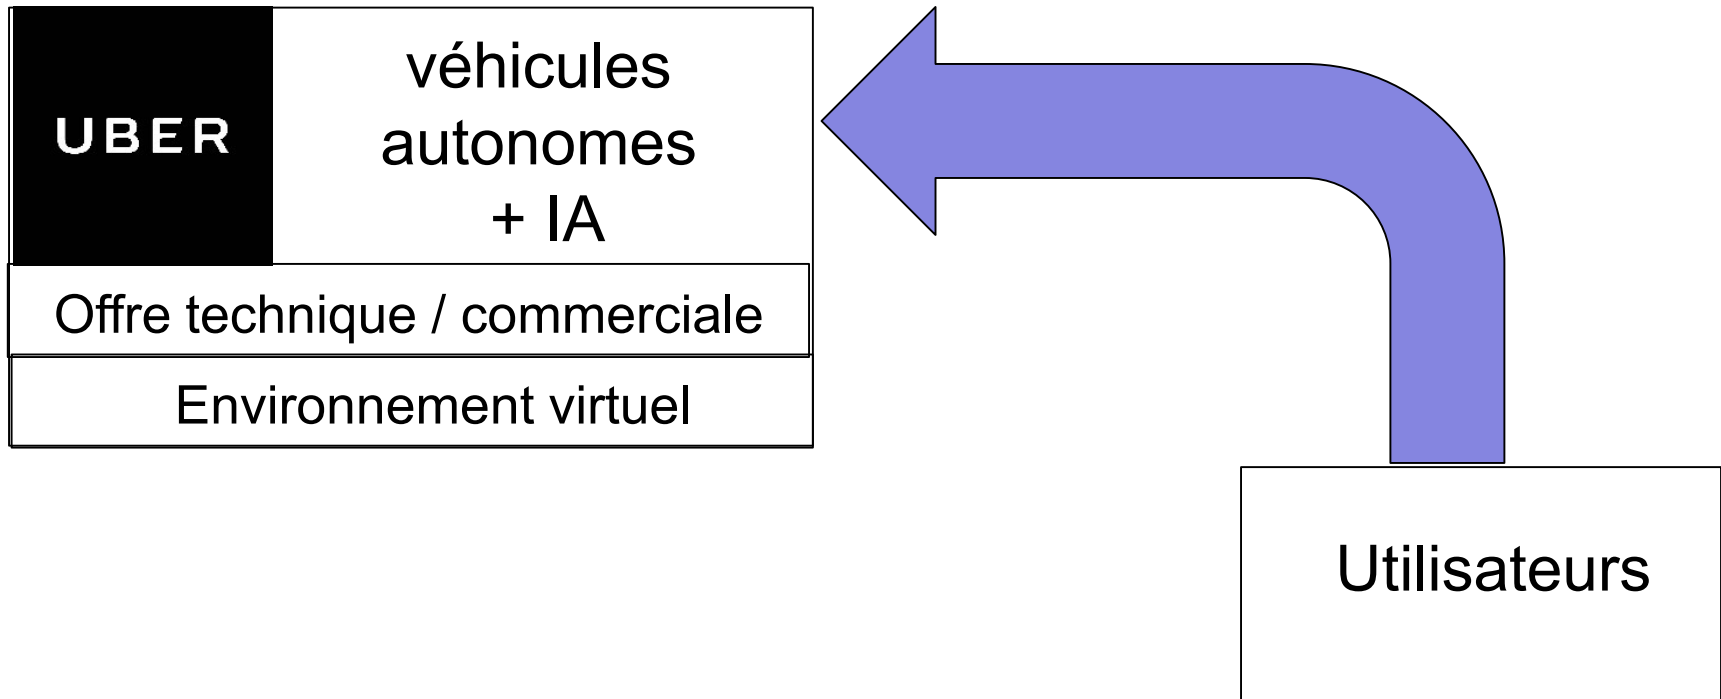 UBER
véhicules
autonomes
+ IA
Offre technique / commerciale
Environnement virtuel
Utilisateurs